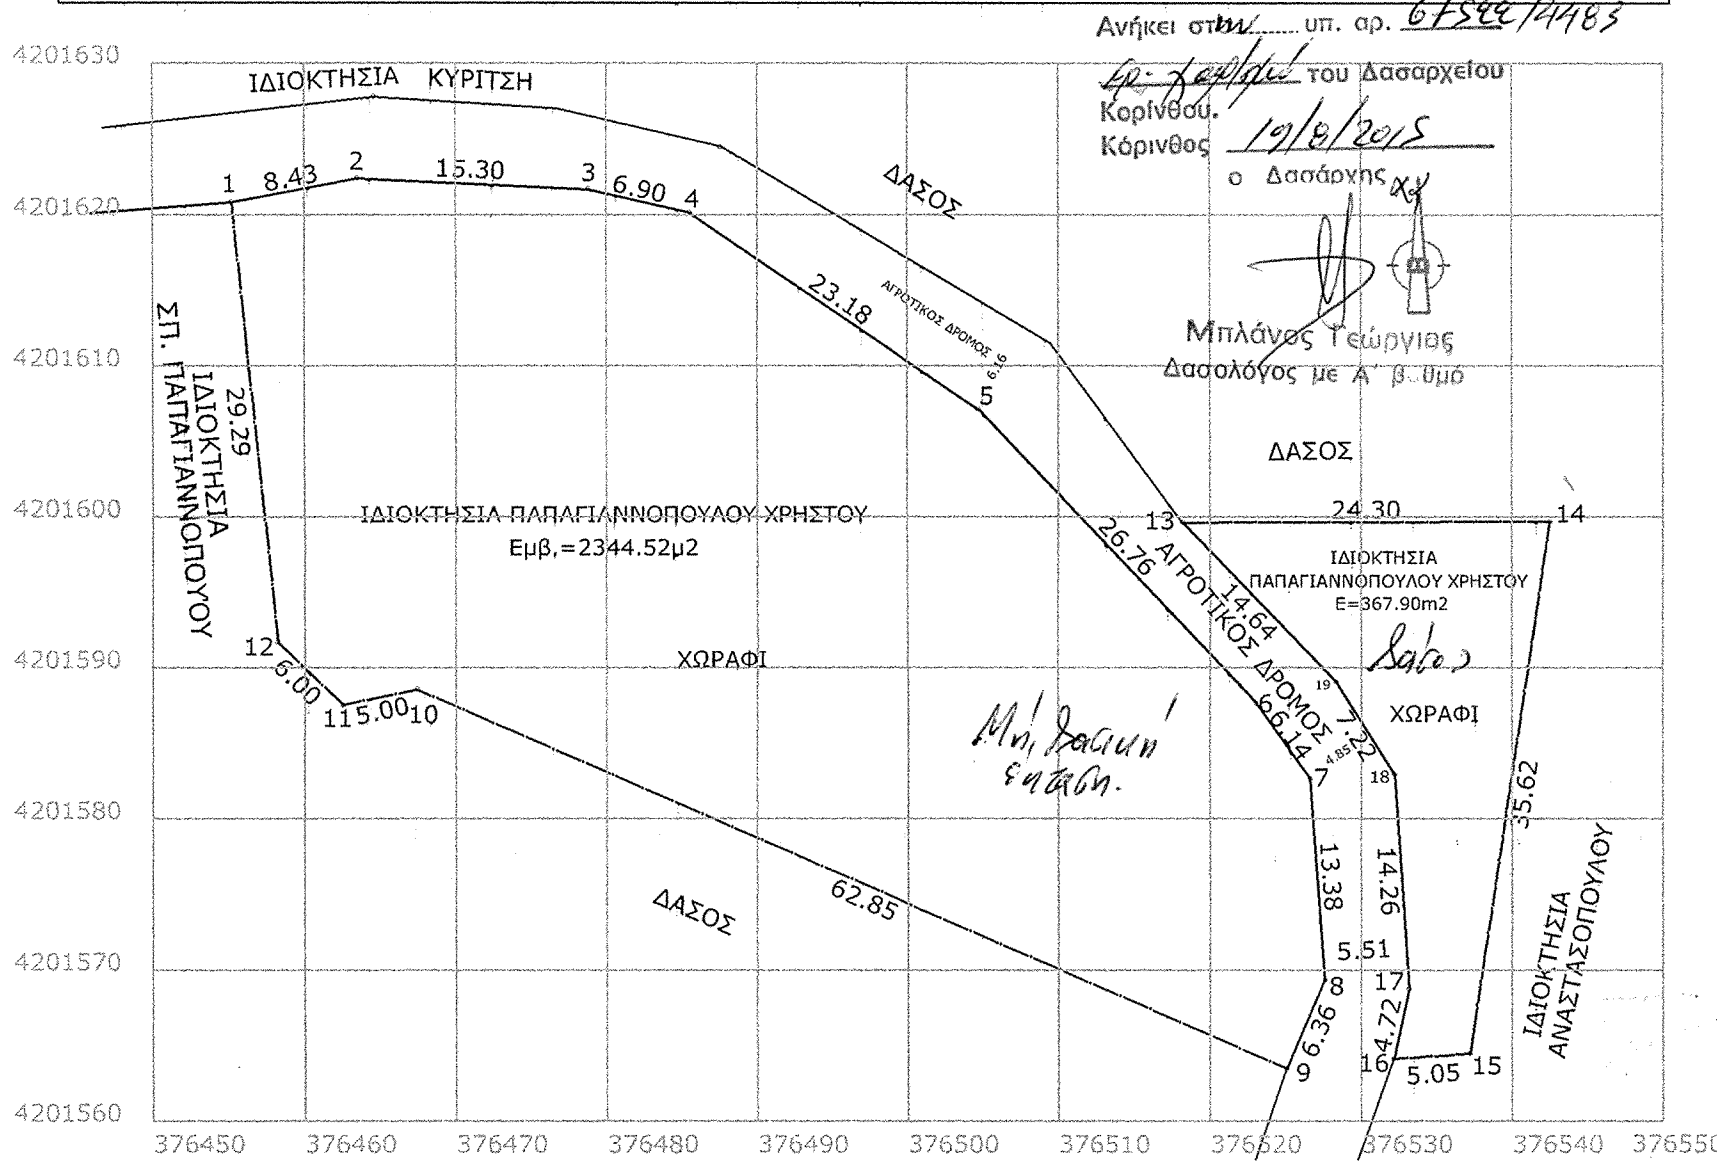 Ανήκει στην υπ. αρ. /4483
του Δασαρχείου
Κορίνθου.
Κόρινθος 19/8/2015
ο Δασάρχης
Μπλάνος Γεώργιος
Δασολόγος με Α΄
4201630
4201620
4201610
4201600
4201590
4201580
4201570
4201560
376450 376460 376470 376480 376490 376500 376510 376520 376530 376540 376550
ΙΔΙΟΚΤΗΣΙΑ ΚΥΡΙΤΣΗ
1 8.43 2 15.30 3 6.90 4
ΔΑΣΟΣ
23.18
ΑΓΡΟΤΙΚΟΣ ΔΡΟΜΟΣ 6.16
5
ΙΔΙΟΚΤΗΣΙΑ
ΣΠ. ΠΑΠΑΓΙΑΝΝΟΠΟΥΟΥ
29.29
ΙΔΙΟΚΤΗΣΙΑ ΠΑΠΑΓΙΑΝΝΟΠΟΥΛΟΥ ΧΡΗΣΤΟΥ
Εμβ,=2344.52μ2
ΧΩΡΑΦΙ
Μή δασική
έκταση.
12
6.00
11 5.00 10
62.85
ΔΑΣΟΣ
26.76
ΑΓΡΟΤΙΚΟΣ ΔΡΟΜΟΣ 4.85
6 6.14
7
13.38
8
6.36
9
5.51
ΔΑΣΟΣ
13 24.30 14
ΙΔΙΟΚΤΗΣΙΑ
ΠΑΠΑΓΙΑΝΝΟΠΟΥΛΟΥ ΧΡΗΣΤΟΥ
E=367.90m2
Δάσος
ΧΩΡΑΦΙ
14.64
19
7.22
18
14.26
17
4.72
16 5.05 15
35.62
ΙΔΙΟΚΤΗΣΙΑ
ΑΝΑΣΤΑΣΟΠΟΥΛΟΥ